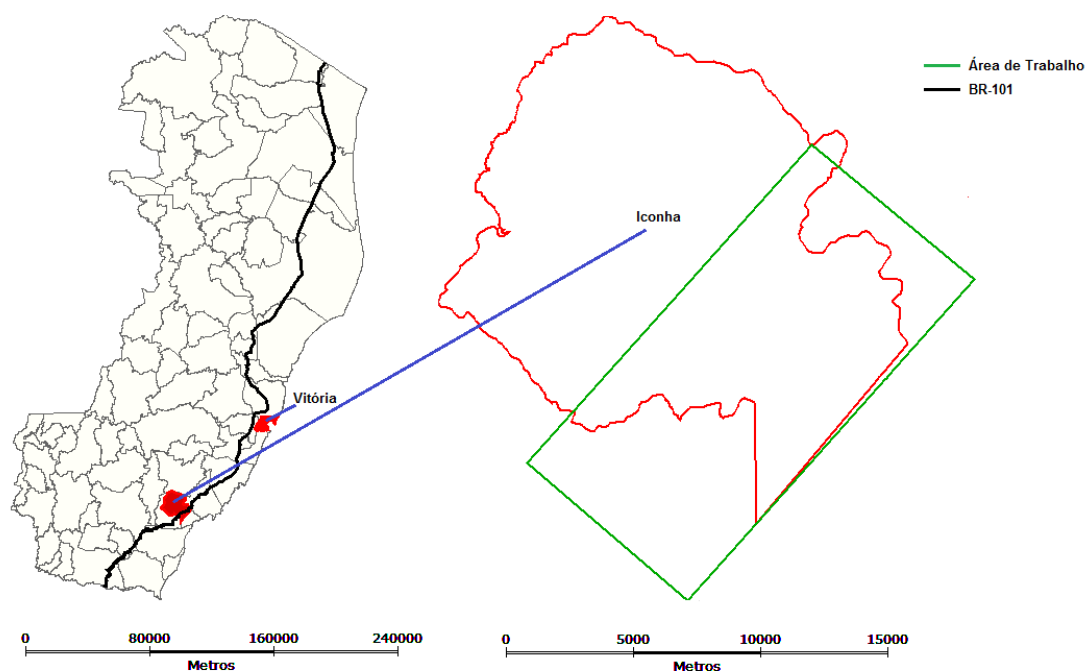 Área de Trabalho
BR-101
Iconha
Vitória
0 80000 160000 240000
Metros
0 5000 10000 15000
Metros